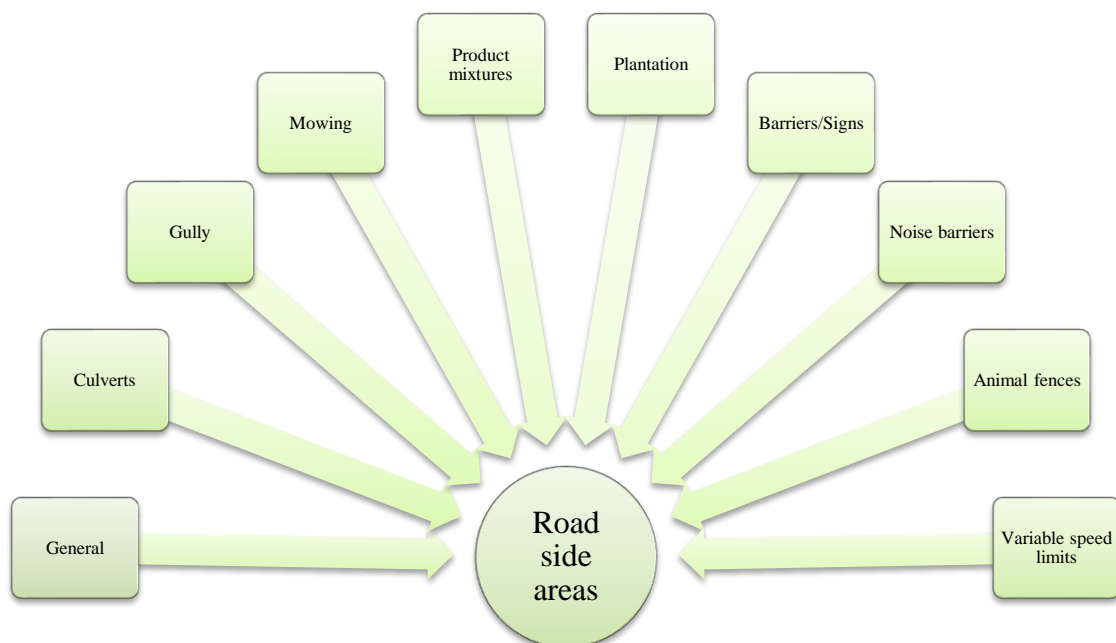 Product
mixtures
Plantation
Mowing
Barriers/Signs
Gully
Noise barriers
Culverts
Animal fences
General
Road
side
areas
Variable speed
limits